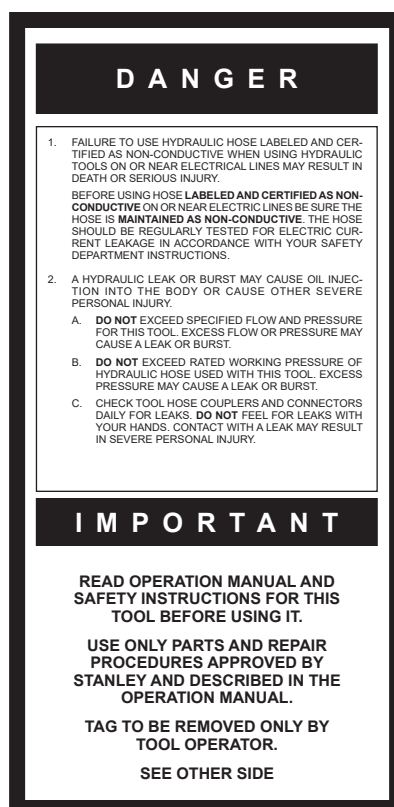 DANGER
1. FAILURE TO USE HYDRAULIC HOSE LABELED AND CER-
TIFIED AS NON-CONDUCTIVE WHEN USING HYDRAULIC
TOOLS ON OR NEAR ELECTRICAL LINES MAY RESULT IN
DEATH OR SERIOUS INJURY.
BEFORE USING HOSE LABELED AND CERTIFIED AS NON-
CONDUCTIVE ON OR NEAR ELECTRIC LINES BE SURE THE
HOSE IS MAINTAINED AS NON-CONDUCTIVE. THE HOSE
SHOULD BE REGULARLY TESTED FOR ELECTRIC CUR-
RENT LEAKAGE IN ACCORDANCE WITH YOUR SAFETY
DEPARTMENT INSTRUCTIONS.
2. A HYDRAULIC LEAK OR BURST MAY CAUSE OIL INJEC-
TION INTO THE BODY OR CAUSE OTHER SEVERE
PERSONAL INJURY.
A. DO NOT EXCEED SPECIFIED FLOW AND PRESSURE
FOR THIS TOOL. EXCESS FLOW OR PRESSURE MAY
CAUSE A LEAK OR BURST.
B. DO NOT EXCEED RATED WORKING PRESSURE OF
HYDRAULIC HOSE USED WITH THIS TOOL. EXCESS
PRESSURE MAY CAUSE A LEAK OR BURST.
C. CHECK TOOL HOSE COUPLERS AND CONNECTORS
DAILY FOR LEAKS. DO NOT FEEL FOR LEAKS WITH
YOUR HANDS. CONTACT WITH A LEAK MAY RESULT
IN SEVERE PERSONAL INJURY.
IMPORTANT
READ OPERATION MANUAL AND
SAFETY INSTRUCTIONS FOR THIS
TOOL BEFORE USING IT.
USE ONLY PARTS AND REPAIR
PROCEDURES APPROVED BY
STANLEY AND DESCRIBED IN THE
OPERATION MANUAL.
TAG TO BE REMOVED ONLY BY
TOOL OPERATOR.
SEE OTHER SIDE